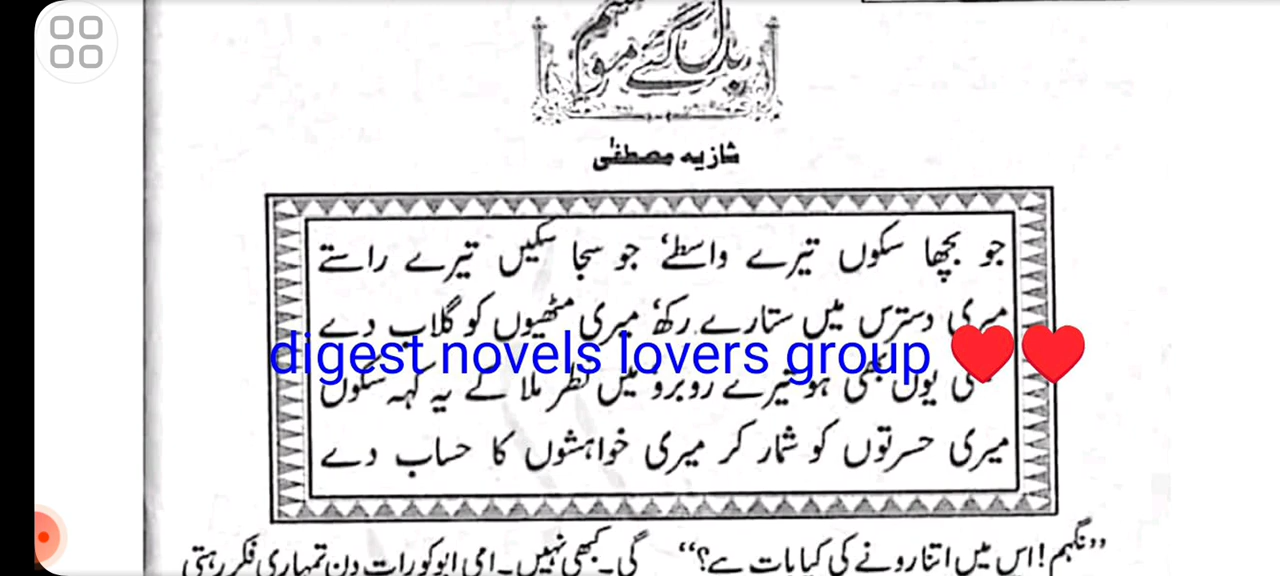 بدل گئے موسم
شازیہ مصطفٰی
جو بچھا سکوں تیرے واسطے، جو سجا سکیں تیرے راستے
میری دسترس میں ستارے رکھ، میری مٹھیوں کو گلاب دے
digest novels lovers group ❤️❤️
یوں بھی ہو تیرے روبرو میں نظر ملا کے یہ کہہ سکوں
میری حسرتوں کو شمار کر میری خواہشوں کا حساب دے
”نگہم! اس میں اتنا رونے کی کیا بات ہے؟“
گی۔ کبھی نہیں۔ امی ابو کو رات دن تمہاری فکر رہتی